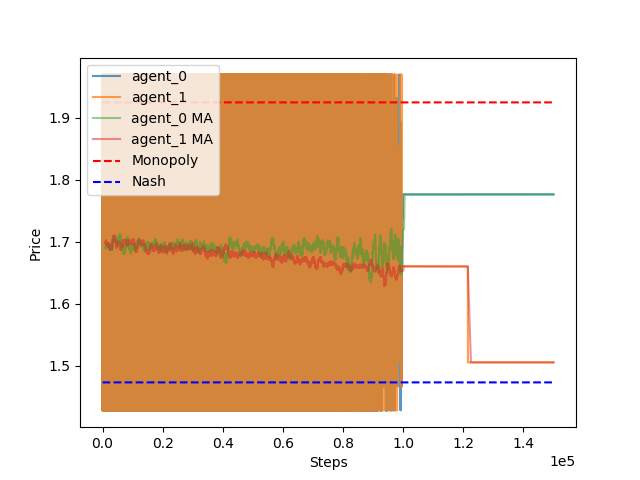 agent_0
agent_1
agent_0 MA
agent_1 MA
Monopoly
Nash
Price
1.9
1.8
1.7
1.6
1.5
0.0 0.2 0.4 0.6 0.8 1.0 1.2 1.4
Steps 1e5